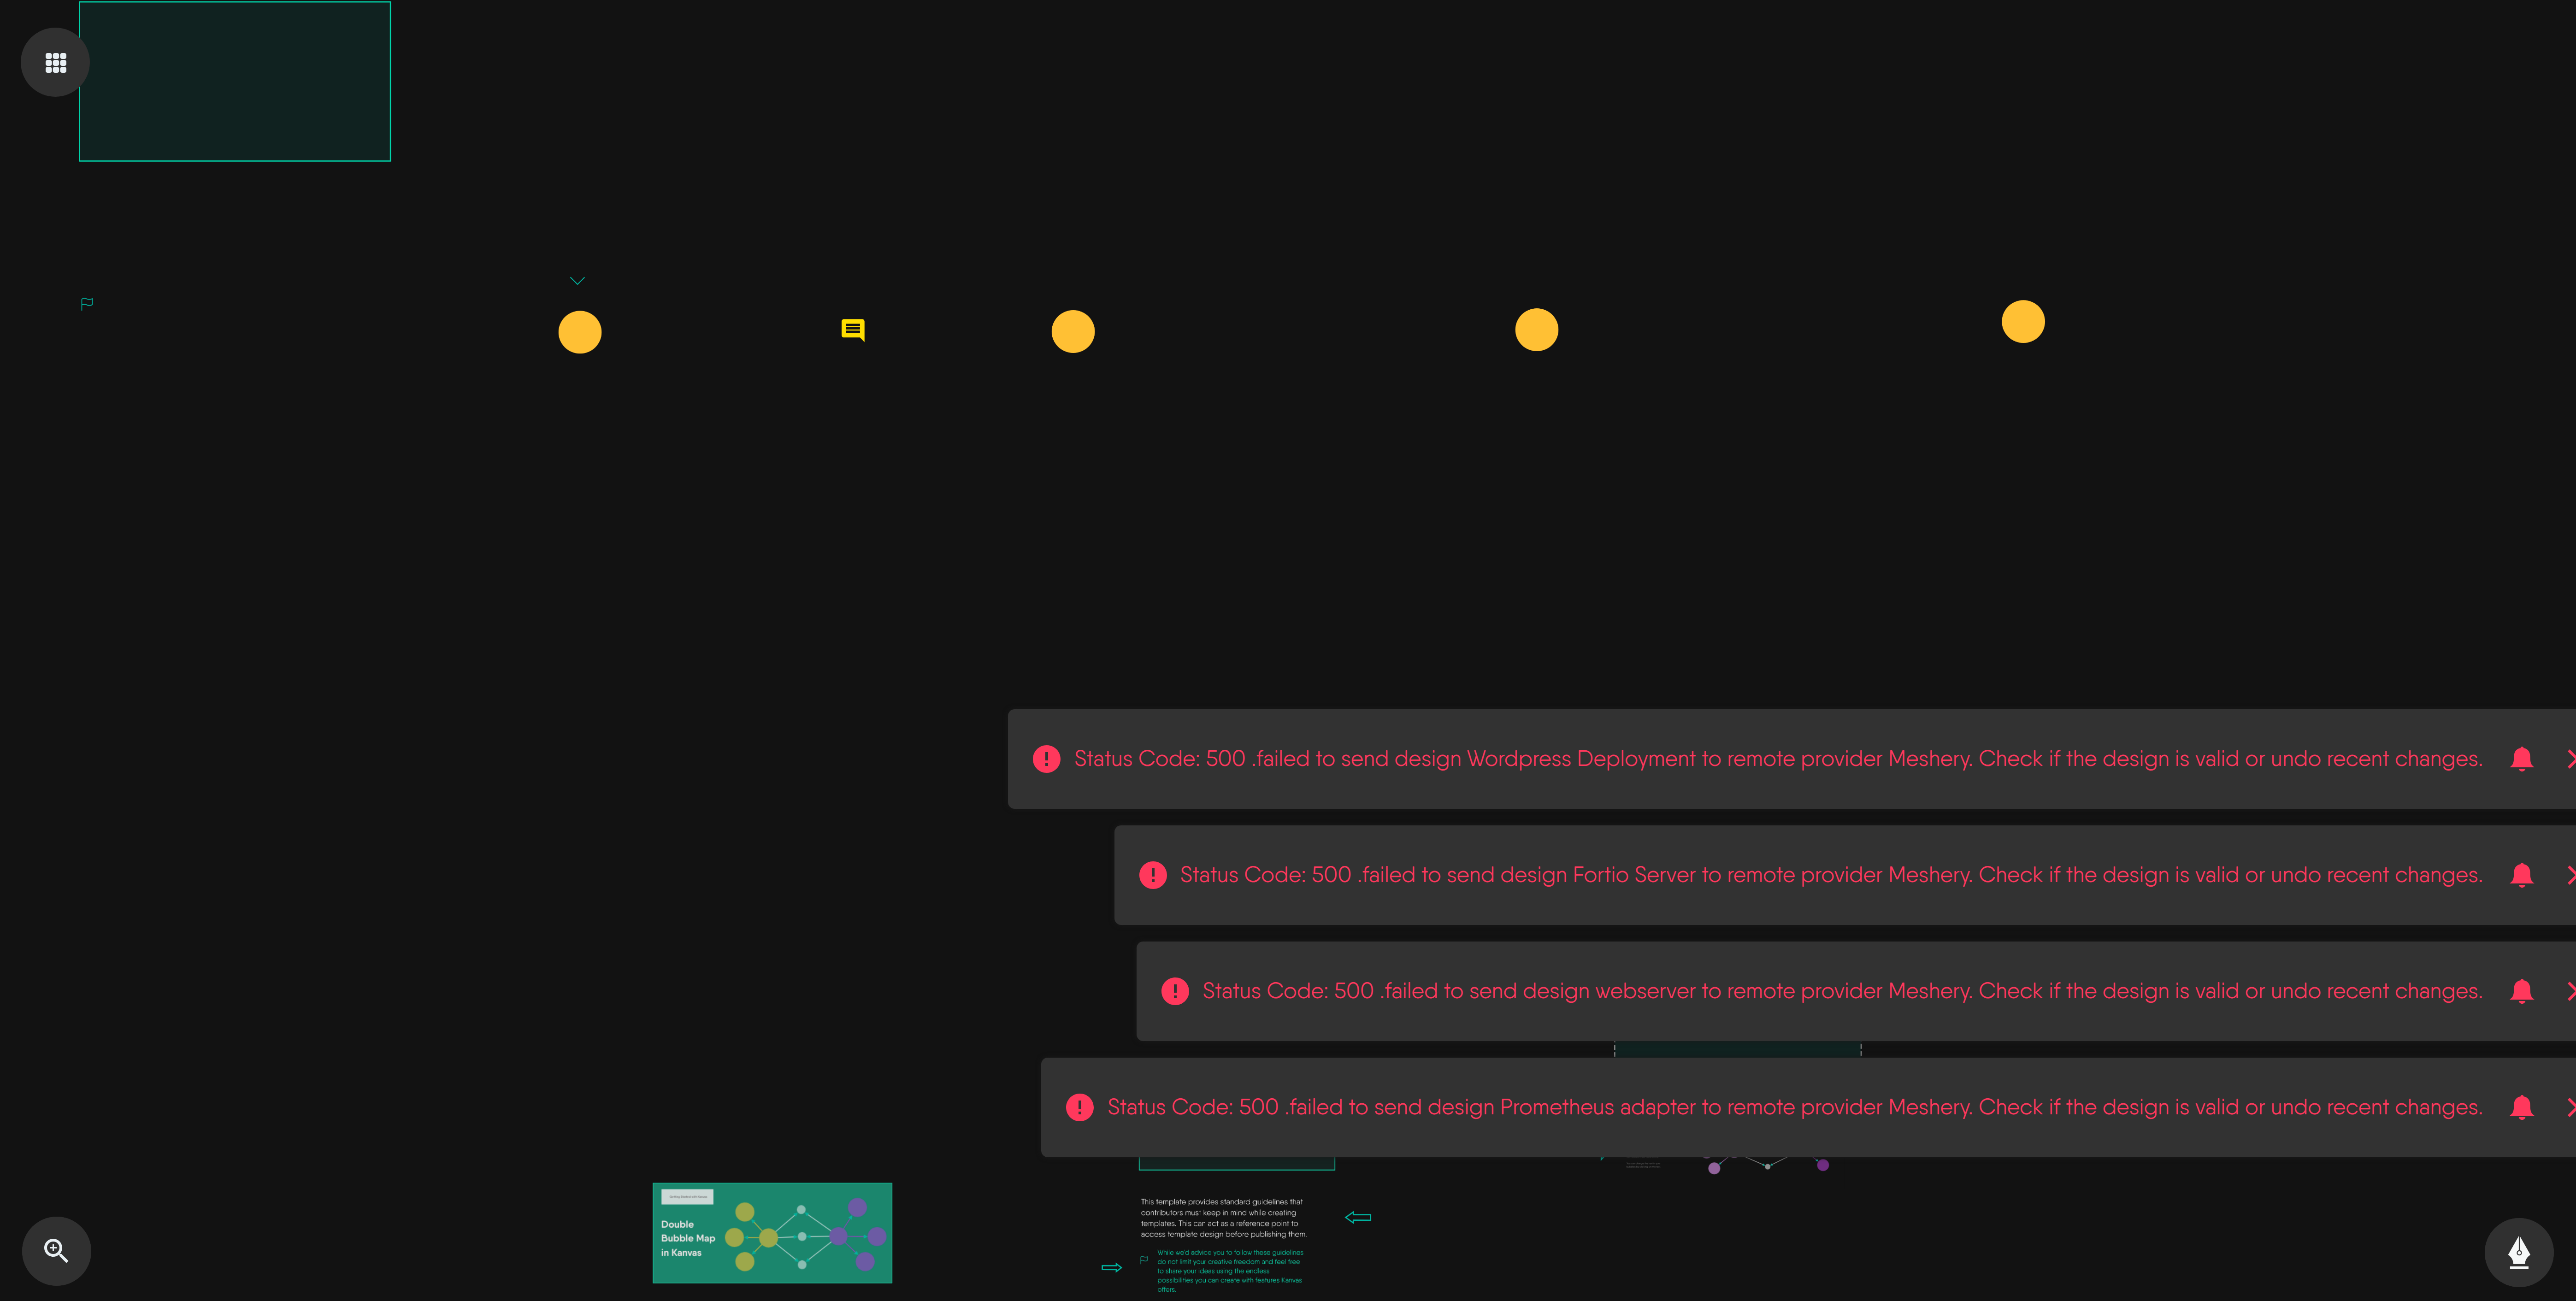 Status Code: 500 .failed to send design Wordpress Deployment to remote provider Meshery. Check if the design is valid or undo recent changes.
Status Code: 500 .failed to send design Fortio Server to remote provider Meshery. Check if the design is valid or undo recent changes.
Status Code: 500 .failed to send design webserver to remote provider Meshery. Check if the design is valid or undo recent changes.
Status Code: 500 .failed to send design Prometheus adapter to remote provider Meshery. Check if the design is valid or undo recent changes.
Double
Bubble Map
in Kanvas
This template provides standard guidelines that
contributors must keep in mind while creating
templates. This can act as a reference point to
access template design before publishing them.
While we'd advice you to follow these guidelines
do not limit your creative freedom and feel free
to share your ideas using the endless
possibilities you can create with features Kanvas
offers.